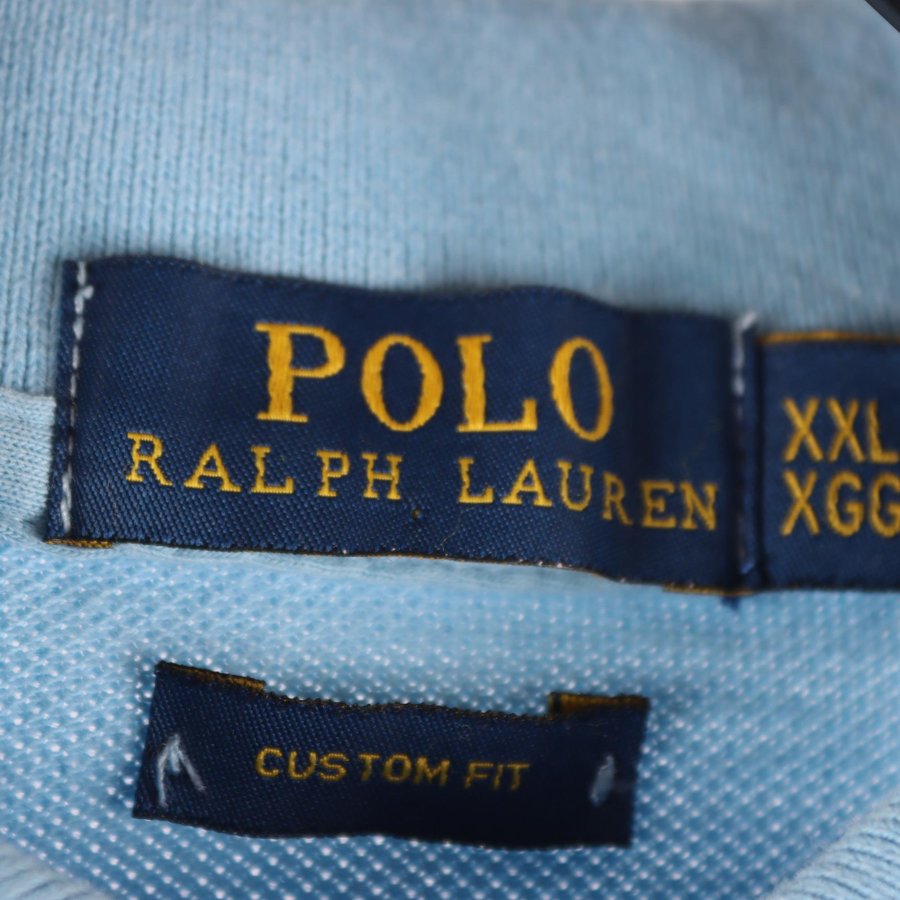 POLO
RALPH LAUREN
XXL
XGG
CUSTOM FIT